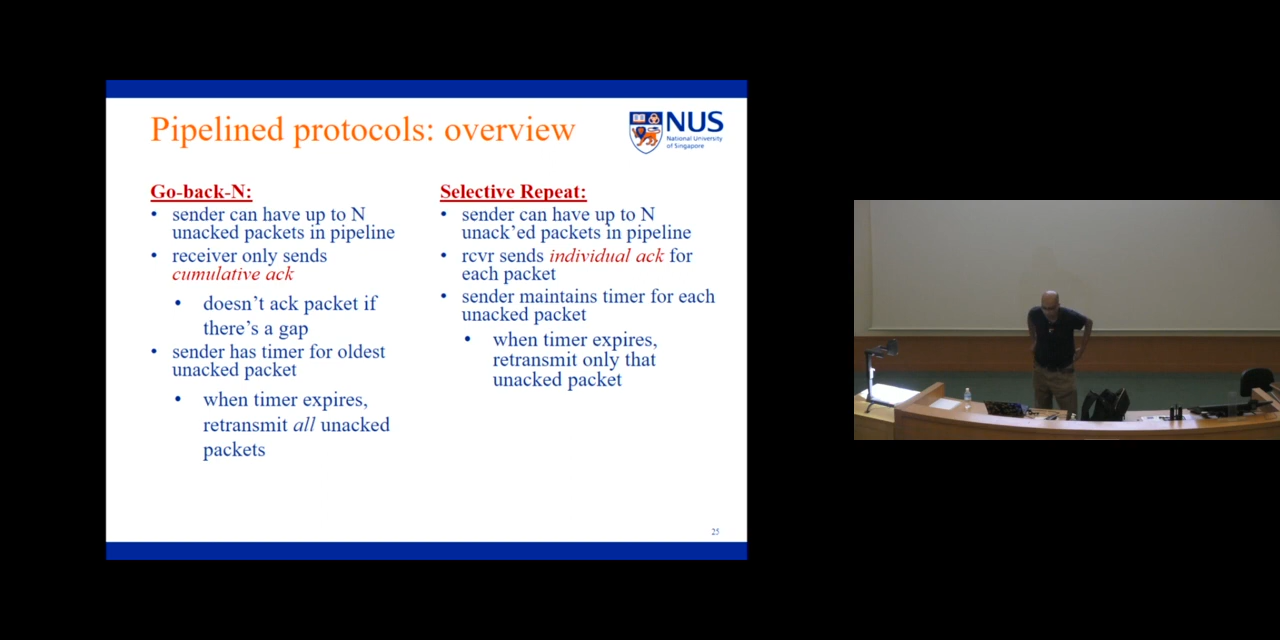 Pipelined protocols: overview
NUS
National University
of Singapore
Go-back-N:
• sender can have up to N
unacked packets in pipeline
• receiver only sends
cumulative ack
• doesn’t ack packet if
there’s a gap
• sender has timer for oldest
unacked packet
• when timer expires,
retransmit all unacked
packets
Selective Repeat:
• sender can have up to N
unack’ed packets in pipeline
• rcvr sends individual ack for
each packet
• sender maintains timer for each
unacked packet
• when timer expires,
retransmit only that
unacked packet
25